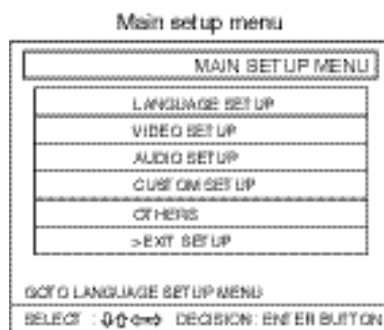 Main setup menu
MAIN SETUP MENU
LANGUAGE SETUP
VIDEO SETUP
AUDIO SETUP
CUSTOM SETUP
OTHERS
>EXIT SETUP
GOTO LANGUAGE SETUP MENU
SELECT : ⇩⇧⇦⇨ DECISION: ENTER BUTTON